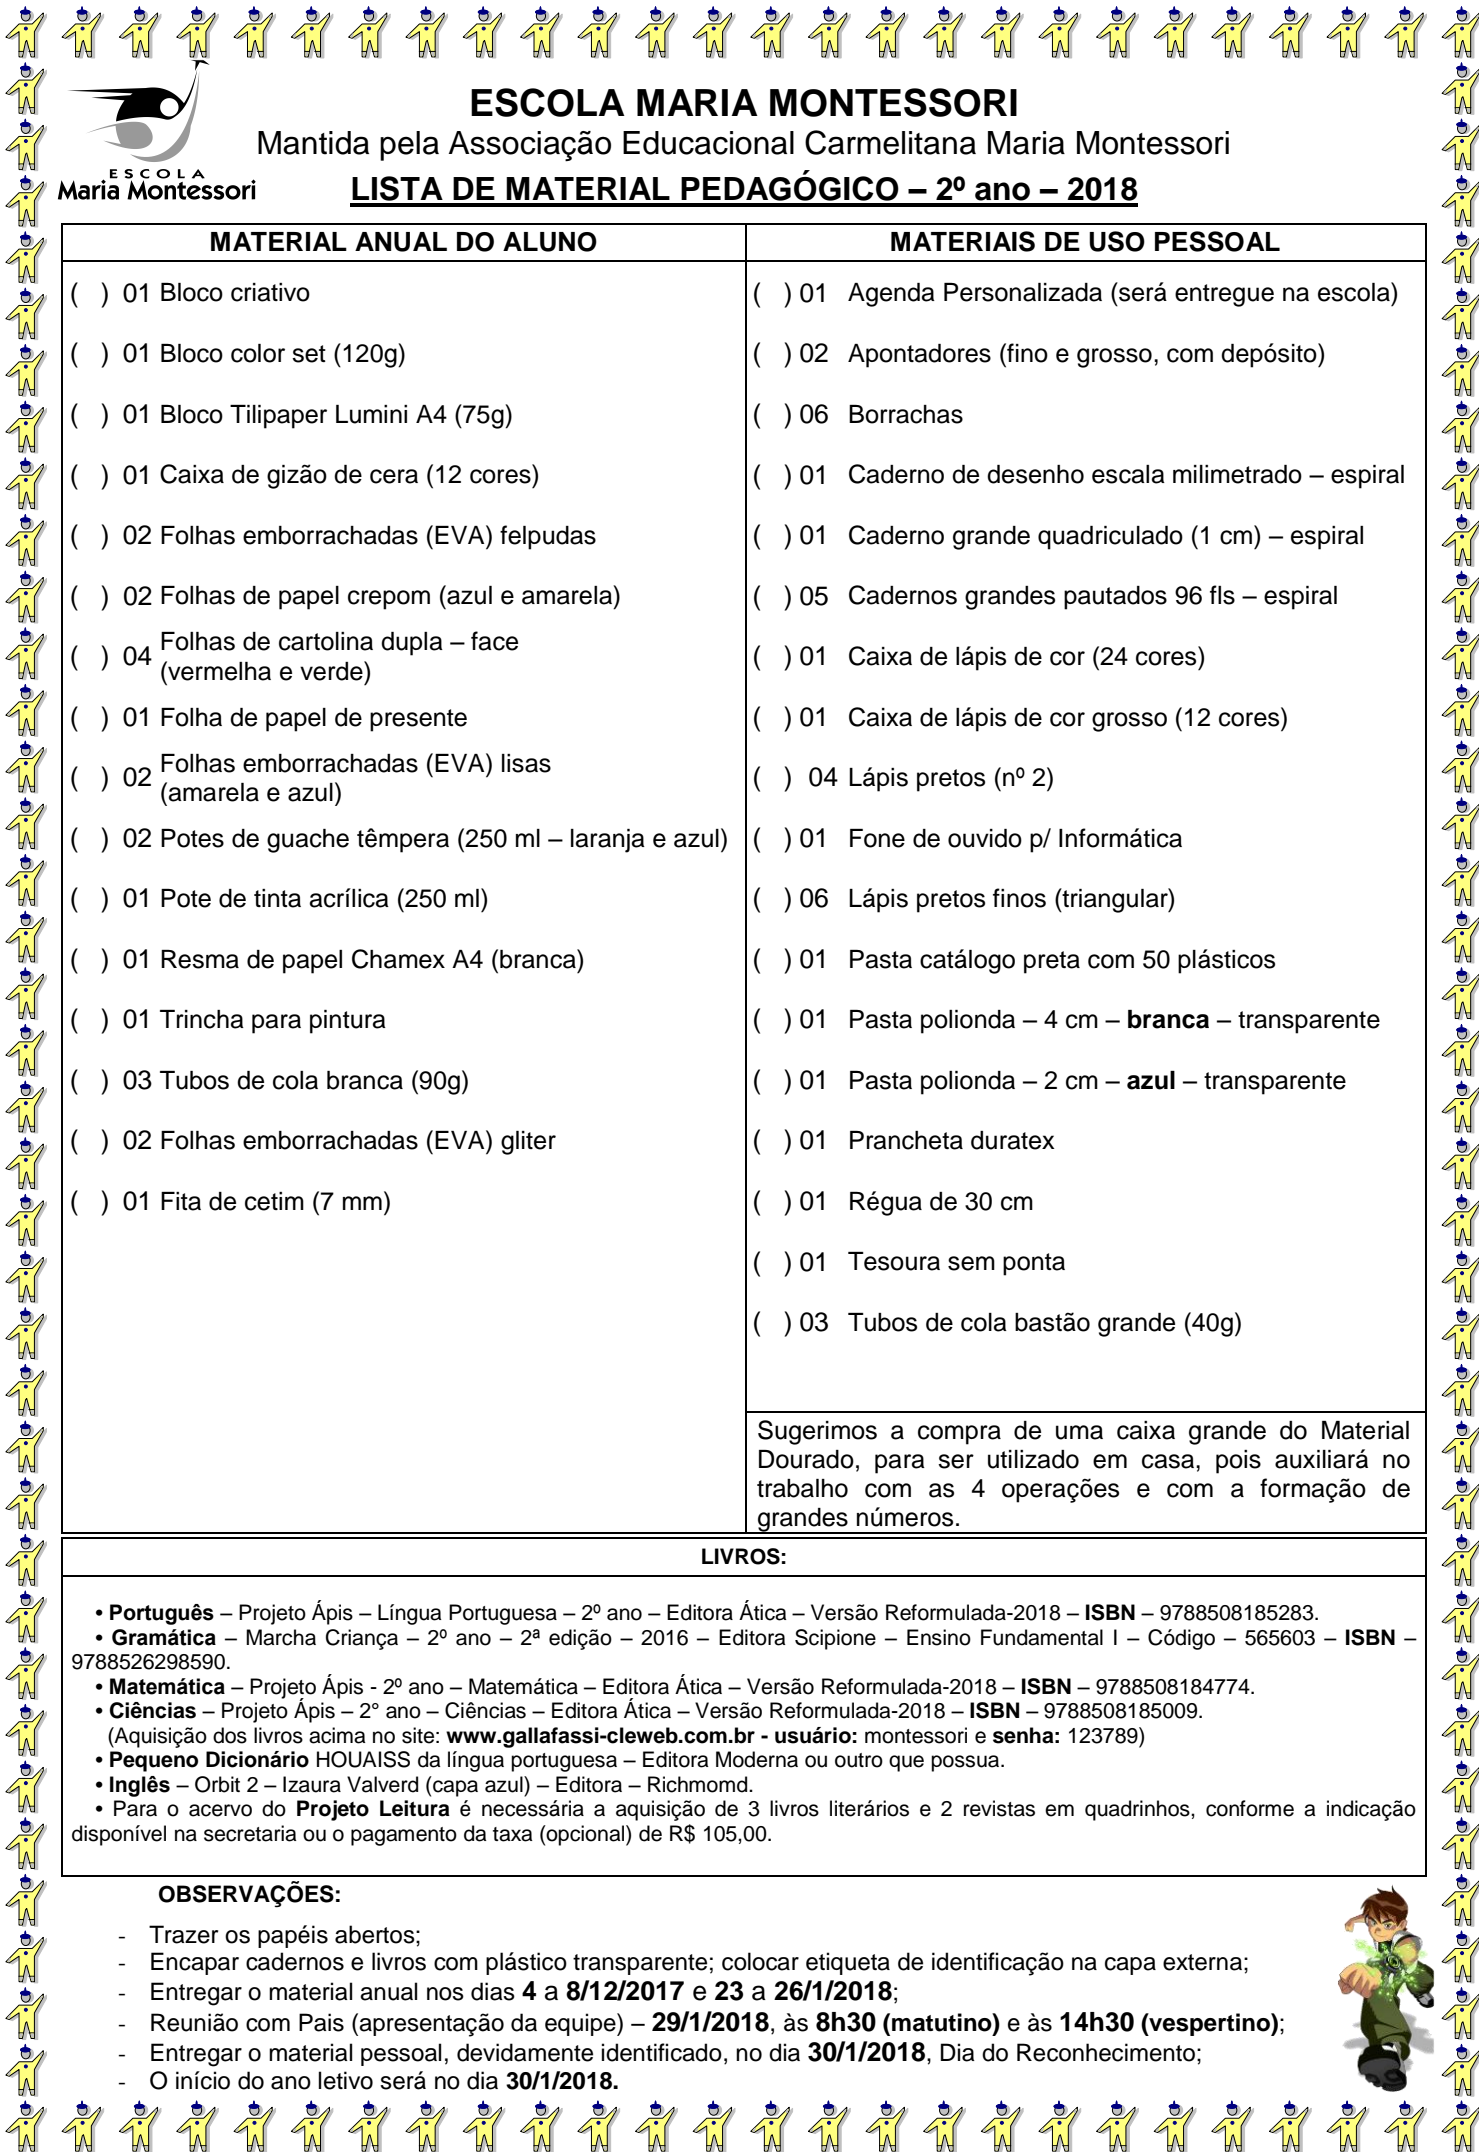 ESCOLA
Maria Montessori
ESCOLA MARIA MONTESSORI
Mantida pela Associação Educacional Carmelitana Maria Montessori
LISTA DE MATERIAL PEDAGÓGICO – 2º ano – 2018
MATERIAL ANUAL DO ALUNO
( ) 01 Bloco criativo
( ) 01 Bloco color set (120g)
( ) 01 Bloco Tilipaper Lumini A4 (75g)
( ) 01 Caixa de gizão de cera (12 cores)
( ) 02 Folhas emborrachadas (EVA) felpudas
( ) 02 Folhas de papel crepom (azul e amarela)
( ) 04 Folhas de cartolina dupla – face
(vermelha e verde)
( ) 01 Folha de papel de presente
( ) 02 Folhas emborrachadas (EVA) lisas
(amarela e azul)
( ) 02 Potes de guache têmpera (250 ml – laranja e azul)
( ) 01 Pote de tinta acrílica (250 ml)
( ) 01 Resma de papel Chamex A4 (branca)
( ) 01 Trincha para pintura
( ) 03 Tubos de cola branca (90g)
( ) 02 Folhas emborrachadas (EVA) gliter
( ) 01 Fita de cetim (7 mm)
MATERIAIS DE USO PESSOAL
( ) 01 Agenda Personalizada (será entregue na escola)
( ) 02 Apontadores (fino e grosso, com depósito)
( ) 06 Borrachas
( ) 01 Caderno de desenho escala milimetrado – espiral
( ) 01 Caderno grande quadriculado (1 cm) – espiral
( ) 05 Cadernos grandes pautados 96 fls – espiral
( ) 01 Caixa de lápis de cor (24 cores)
( ) 01 Caixa de lápis de cor grosso (12 cores)
( ) 04 Lápis pretos (nº 2)
( ) 01 Fone de ouvido p/ Informática
( ) 06 Lápis pretos finos (triangular)
( ) 01 Pasta catálogo preta com 50 plásticos
( ) 01 Pasta polionda – 4 cm – branca – transparente
( ) 01 Pasta polionda – 2 cm – azul – transparente
( ) 01 Prancheta duratex
( ) 01 Régua de 30 cm
( ) 01 Tesoura sem ponta
( ) 03 Tubos de cola bastão grande (40g)
Sugerimos a compra de uma caixa grande do Material
Dourado, para ser utilizado em casa, pois auxiliará no
trabalho com as 4 operações e com a formação de
grandes números.
LIVROS:
• Português – Projeto Ápis – Língua Portuguesa – 2º ano – Editora Ática – Versão Reformulada-2018 – ISBN – 9788508185283.
• Gramática – Marcha Criança – 2º ano – 2ª edição – 2016 – Editora Scipione – Ensino Fundamental I – Código – 565603 – ISBN –
9788526298590.
• Matemática – Projeto Ápis - 2º ano – Matemática – Editora Ática – Versão Reformulada-2018 – ISBN – 9788508184774.
• Ciências – Projeto Ápis – 2° ano – Ciências – Editora Ática – Versão Reformulada-2018 – ISBN – 9788508185009.
(Aquisição dos livros acima no site: www.gallafassi-cleweb.com.br - usuário: montessori e senha: 123789)
• Pequeno Dicionário HOUAISS da língua portuguesa – Editora Moderna ou outro que possua.
• Inglês – Orbit 2 – Izaura Valverd (capa azul) – Editora – Richmomd.
• Para o acervo do Projeto Leitura é necessária a aquisição de 3 livros literários e 2 revistas em quadrinhos, conforme a indicação
disponível na secretaria ou o pagamento da taxa (opcional) de R$ 105,00.
OBSERVAÇÕES:
- Trazer os papéis abertos;
- Encapar cadernos e livros com plástico transparente; colocar etiqueta de identificação na capa externa;
- Entregar o material anual nos dias 4 a 8/12/2017 e 23 a 26/1/2018;
- Reunião com Pais (apresentação da equipe) – 29/1/2018, às 8h30 (matutino) e às 14h30 (vespertino);
- Entregar o material pessoal, devidamente identificado, no dia 30/1/2018, Dia do Reconhecimento;
- O início do ano letivo será no dia 30/1/2018.